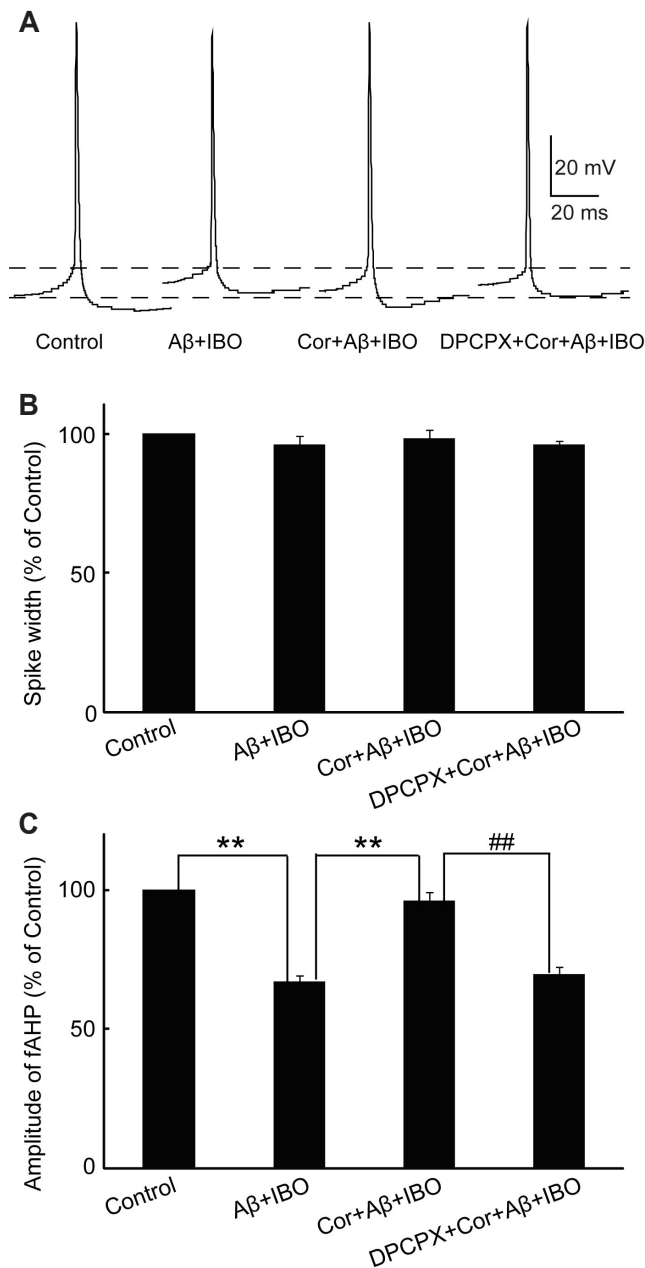 A
20 mV
20 ms
Control
Aβ+IBO
Cor+Aβ+IBO
DPCPX+Cor+Aβ+IBO
B
Spike width (% of Control)
100
50
0
Control
Aβ+IBO
Cor+Aβ+IBO
DPCPX+Cor+Aβ+IBO
C
Amplitude of fAHP (% of Control)
**
**
##
100
50
0
Control
Aβ+IBO
Cor+Aβ+IBO
DPCPX+Cor+Aβ+IBO